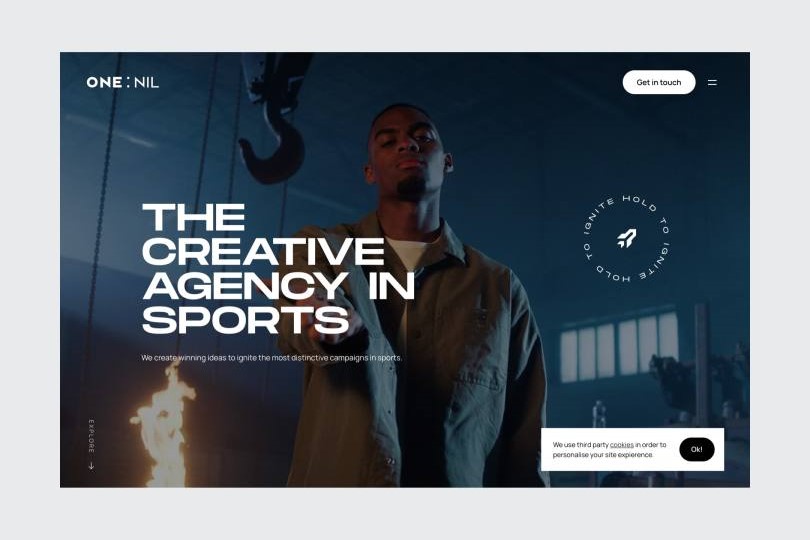 ONE:NIL
Get in touch
THE
CREATIVE
AGENCY IN
SPORTS
We create winning ideas to ignite the most distinctive campaigns in sports.
HOLD TO IGNITE HOLD TO IGNITE
EXPLORE
We use third party cookies in order to
personalise your site expierence.
Ok!